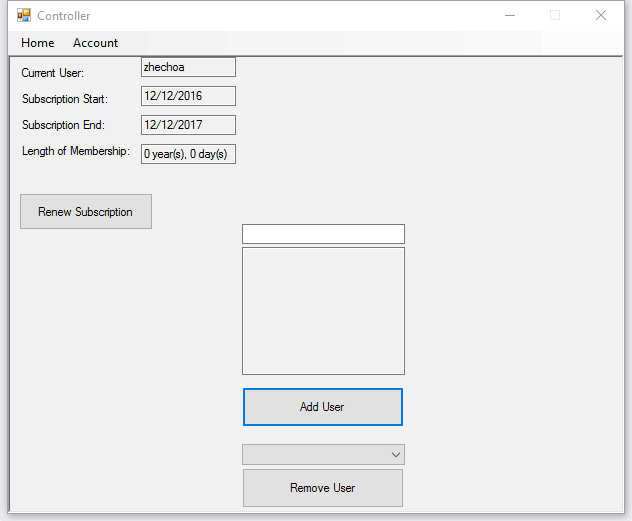 Controller
Home Account
Current User: zhechoa
Subscription Start: 12/12/2016
Subscription End: 12/12/2017
Length of Membership: 0 year(s), 0 day(s)
Renew Subscription
Add User
Remove User